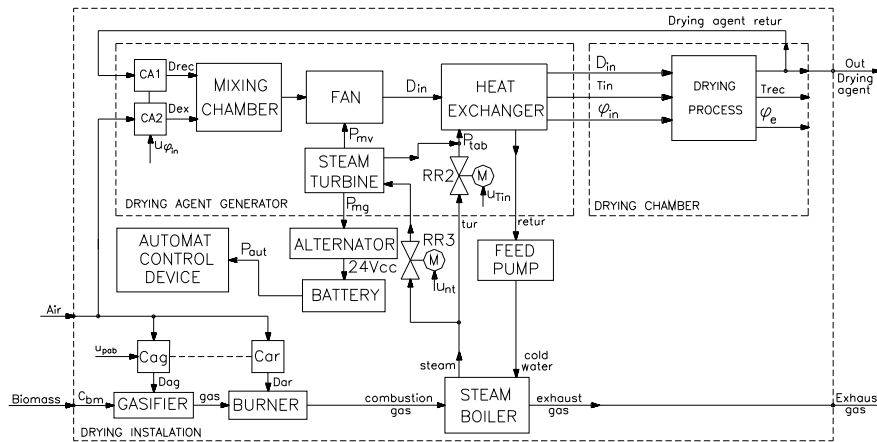 Drying agent retur
CA1
Drec
MIXING
CHAMBER
FAN
Din
HEAT
EXCHANGER
Din
Tin
φin
DRYING
PROCESS
Out
Drying
agent
Trec
φe
CA2
Dex
uφin
Pmv
Ptab
STEAM
TURBINE
RR2
M
uTin
DRYING AGENT GENERATOR
DRYING CHAMBER
Pmg
tur
retur
AUTOMAT
CONTROL
DEVICE
Paut
ALTERNATOR
24Vcc
BATTERY
RR3
M
unt
FEED
PUMP
Air
upab
Cag
Car
steam
cold
water
Dag
Dar
Biomass
Cbm
GASIFIER
gas
BURNER
combustion
gas
STEAM
BOILER
exhaust
gas
Exhaus
gas
DRYING INSTALATION